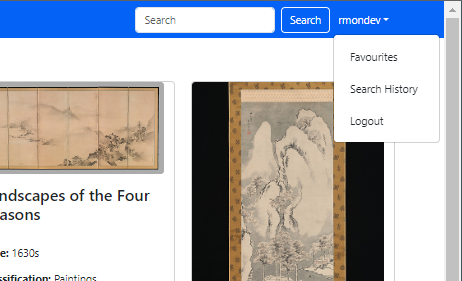 Search
Search
rmondev
Favourites
Search History
Logout
ndscapes of the Four
asons
e: 1630s
ssification: Paintings